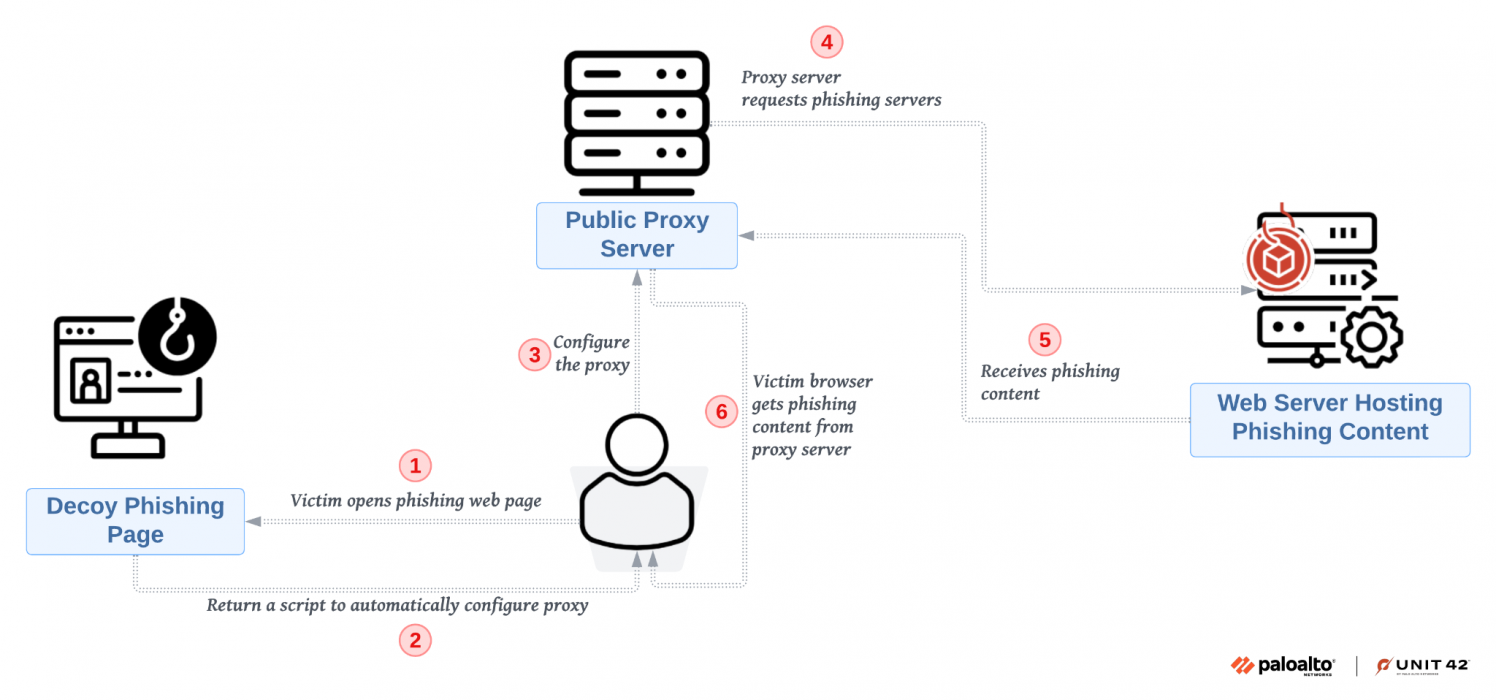 4
Proxy server
requests phishing servers
Public Proxy
Server
3
Configure
the proxy
5
Receives phishing
content
6
Victim browser
gets phishing
content from
proxy server
Web Server Hosting
Phishing Content
1
Victim opens phishing web page
Decoy Phishing
Page
Return a script to automatically configure proxy
2
paloalto
NETWORKS
UNIT 42